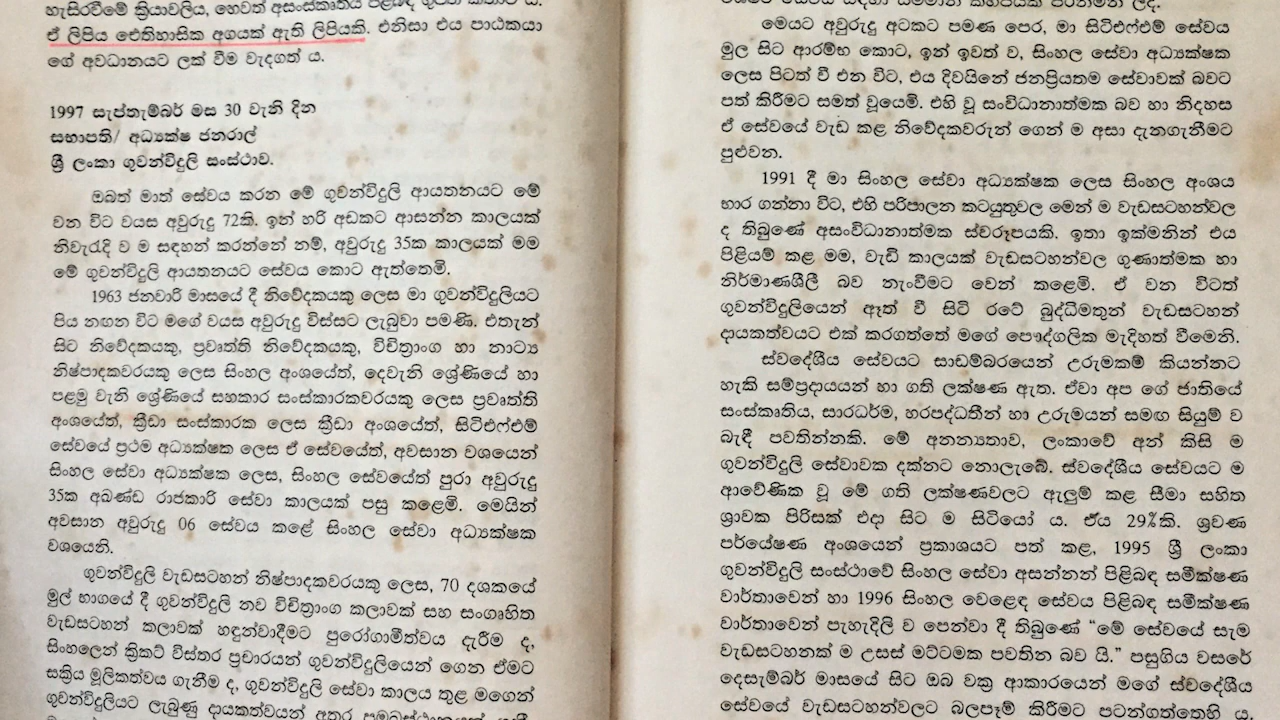 හැසිරවීමේ ක්‍රියාවලිය, හෙවත් අසංස්කෘතිය පිළිබඳ
ඒ ලිපිය ඓතිහාසික අගයක් ඇති ලිපියකි. එනිසා එය පාඨකයා
ගේ අවධානයට ලක් වීම වැදගත් ය.
1997 සැප්තැම්බර් මස 30 වැනි දින
සභාපති/ අධ්‍යක්ෂ ජනරාල්
ශ්‍රී ලංකා ගුවන්විදුලි සංස්ථාව.
ඔබත් මාත් සේවය කරන මේ ගුවන්විදුලි ආයතනයට මේ
වන විට වයස අවුරුදු 72කි. ඉන් හරි අඩකට ආසන්න කාලයක්
නිවැරැදි ව ම සඳහන් කරන්නේ නම්, අවුරුදු 35ක කාලයක් මම
මේ ගුවන්විදුලි ආයතනයට සේවය කොට ඇත්තෙමි.
1963 ජනවාරි මාසයේ දී නිවේදකයකු ලෙස මා ගුවන්විදුලියට
පිය නඟන විට මගේ වයස අවුරුදු විස්සට ලැබුවා පමණි. එතැන්
සිට නිවේදකයකු, ප්‍රවෘත්ති නිවේදකයකු, විචිත්‍රාංග හා නාට්‍ය
නිෂ්පාදකවරයකු ලෙස සිංහල අංශයේත්, දෙවැනි ශ්‍රේණියේ හා
පළමු වැනි ශ්‍රේණියේ සහකාර සංස්කාරකවරයකු ලෙස ප්‍රවෘත්ති
අංශයේත්, ක්‍රීඩා සංස්කාරක ලෙස ක්‍රීඩා අංශයේත්, සිටිඑෆ්එම්
සේවයේ ප්‍රථම අධ්‍යක්ෂක ලෙස ඒ සේවයේත්, අවසාන වශයෙන්
සිංහල සේවා අධ්‍යක්ෂක ලෙස, සිංහල සේවයේත් පුරා අවුරුදු
35ක අඛණ්ඩ රාජකාරි සේවා කාලයක් පසු කළෙමි. මෙයින්
අවසාන අවුරුදු 06 සේවය කළේ සිංහල සේවා අධ්‍යක්ෂක
වශයෙනි.
ගුවන්විදුලි වැඩසටහන් නිෂ්පාදකවරයකු ලෙස, 70 දශකයේ
මුල් භාගයේ දී ගුවන්විදුලි නව විචිත්‍රාංග කලාවක් සහ සංගෘහිත
වැඩසටහන් කලාවක් හඳුන්වාදීමට පුරෝගාමීත්වය දැරීම ද,
සිංහලෙන් ක්‍රිකට් විස්තර ප්‍රචාරයන් ගුවන්විදුලියෙන් ගෙන ඒමට
සක්‍රිය මූලිකත්වය ගැනීම ද, ගුවන්විදුලි සේවා කාලය තුළ මගෙන්
ගුවන්විදුලියට ලැබුණු දායකත්වයන් අතර
මෙයට අවුරුදු අටකට පමණ පෙර, මා සිටිඑෆ්එම් සේවය
මුල සිට ආරම්භ කොට, ඉන් ඉවත් ව, සිංහල සේවා අධ්‍යක්ෂක
ලෙස පිටත් වී එන විට, එය දිවයිනේ ජනප්‍රියතම සේවාවක් බවට
පත් කිරීමට සමත් වූයෙමි. එහි වූ සංවිධානාත්මක බව හා නිදහස
ඒ සේවයේ වැඩ කළ නිවේදකවරුන් ගෙන් ම අසා දැනගැනීමට
පුළුවන.
1991 දී මා සිංහල සේවා අධ්‍යක්ෂක ලෙස සිංහල අංශය
භාර ගන්නා විට, එහි පරිපාලන කටයුතුවල මෙන් ම වැඩසටහන්වල
ද තිබුණේ අසංවිධානාත්මක ස්වරූපයකි. ඉතා ඉක්මනින් එය
පිළියම් කළ මම, වැඩි කාලයක් වැඩසටහන්වල ගුණාත්මක හා
නිර්මාණශීලී බව නැංවීමට වෙන් කළෙමි. ඒ වන විටත්
ගුවන්විදුලියෙන් ඈත් වී සිටි රටේ බුද්ධිමතුන් වැඩසටහන්
දායකත්වයට එක් කරගත්තේ මගේ පෞද්ගලික මැදිහත් වීමෙනි.
ස්වදේශීය සේවයට සාඩම්බරයෙන් උරුමකම් කියන්නට
හැකි සම්ප්‍රදායයන් හා ගති ලක්ෂණ ඇත. ඒවා අප ගේ ජාතියේ
සංස්කෘතිය, සාරධර්ම, හරපද්ධතීන් හා උරුමයන් සමඟ සියුම් ව
බැඳී පවතින්නකි. මේ අනන්‍යතාව, ලංකාවේ අන් කිසි ම
ගුවන්විදුලි සේවාවක දක්නට නොලැබේ. ස්වදේශීය සේවයට ම
ආවේණික වූ මේ ගති ලක්ෂණවලට ඇලුම් කළ සීමා සහිත
ශ්‍රාවක පිරිසක් එදා සිට ම සිටියෝ ය. ඒය 29%කි. ශ්‍රවණ
පර්යේෂණ අංශයෙන් ප්‍රකාශයට පත් කළ, 1995 ශ්‍රී ලංකා
ගුවන්විදුලි සංස්ථාවේ සිංහල සේවා අසන්නන් පිළිබඳ සමීක්ෂණ
වාර්තාවෙන් හා 1996 සිංහල වෙළෙඳ සේවය පිළිබඳ සමීක්ෂණ
වාර්තාවෙන් පැහැදිලි ව පෙන්වා දී තිබුණේ “මේ සේවයේ සැම
වැඩසටහනක් ම උසස් මට්ටමක පවතින බව යි.” පසුගිය වසරේ
දෙසැම්බර් මාසයේ සිට ඔබ වක්‍ර ආකාරයෙන් මගේ ස්වදේශීය
සේවයේ වැඩසටහන්වලට බලපෑම් කිරීමට පටන්ගත්තෙහි ය.